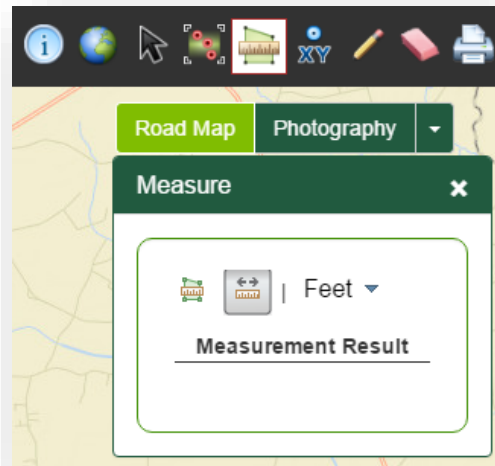 XY
Road Map Photography
Measure
| Feet
Measurement Result